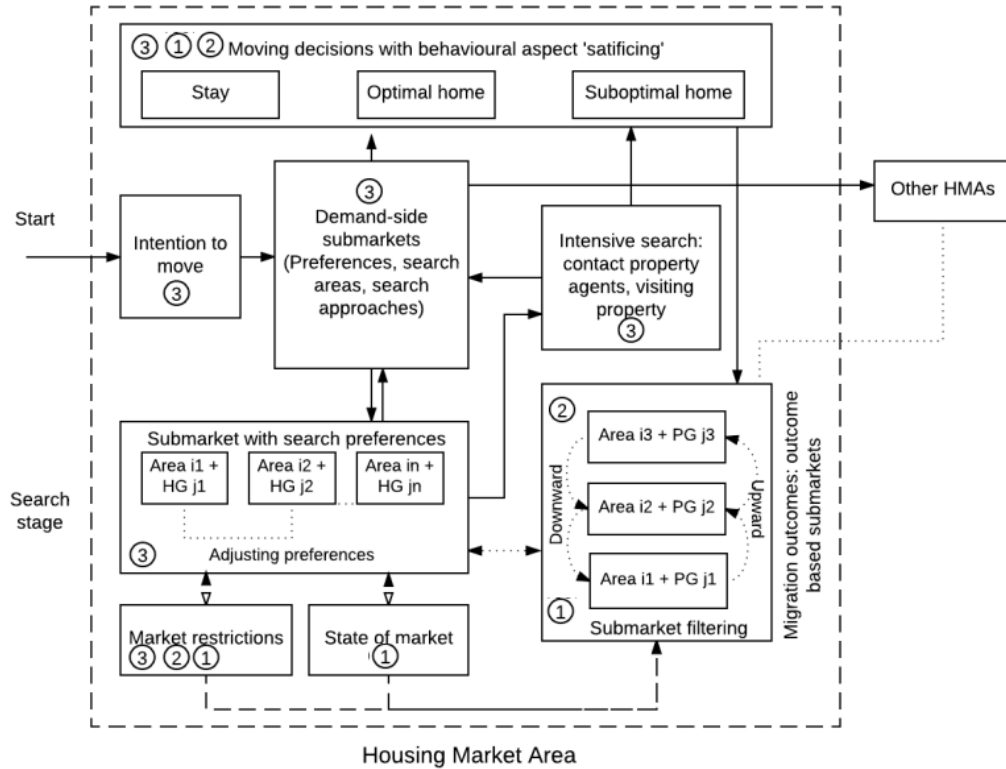 ③ ① ② Moving decisions with behavioural aspect 'satificing'
Stay
Optimal home
Suboptimal home
Other HMAs
Start
Intention to
move
③
③
Demand-side
submarkets
(Preferences, search
areas, search
approaches)
Intensive search:
contact property
agents, visiting
property
③
Search
stage
Submarket with search preferences
Area i1 +
HG j1
Area i2 +
HG j2
Area in +
HG jn
③
Adjusting preferences
②
Area i3 + PG j3
Area i2 + PG j2
Area i1 + PG j1
Downward
Upward
①
Submarket filtering
Migration outcomes: outcome
based submarkets
Market restrictions
③ ② ①
State of market
①
Housing Market Area